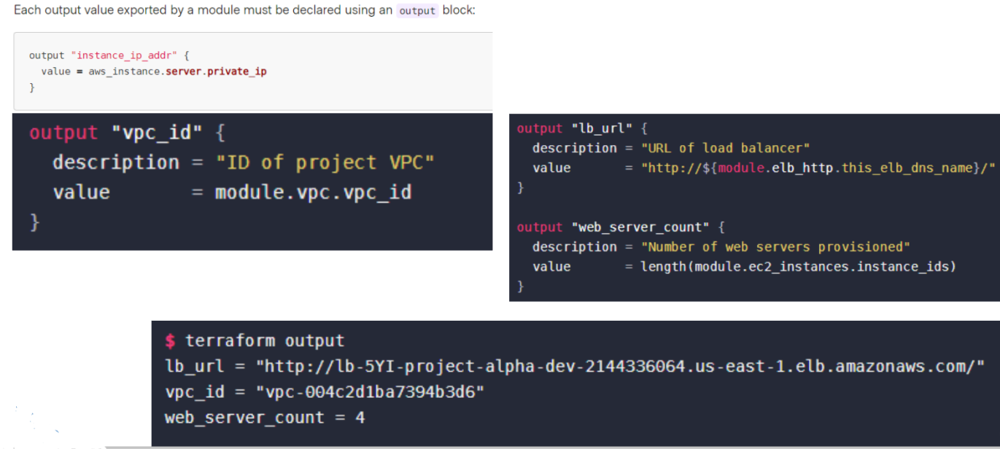 Each output value exported by a module must be declared using an output block:
output "instance_ip_addr" {
  value = aws_instance.server.private_ip
}
output "vpc_id" {
  description = "ID of project VPC"
  value       = module.vpc.vpc_id
}
output "lb_url" {
  description = "URL of load balancer"
  value       = "http://${module.elb_http.this_elb_dns_name}/"
}
output "web_server_count" {
  description = "Number of web servers provisioned"
  value       = length(module.ec2_instances.instance_ids)
}
$ terraform output
lb_url = "http://lb-5YI-project-alpha-dev-2144336064.us-east-1.elb.amazonaws.com/"
vpc_id = "vpc-004c2d1ba7394b3d6"
web_server_count = 4